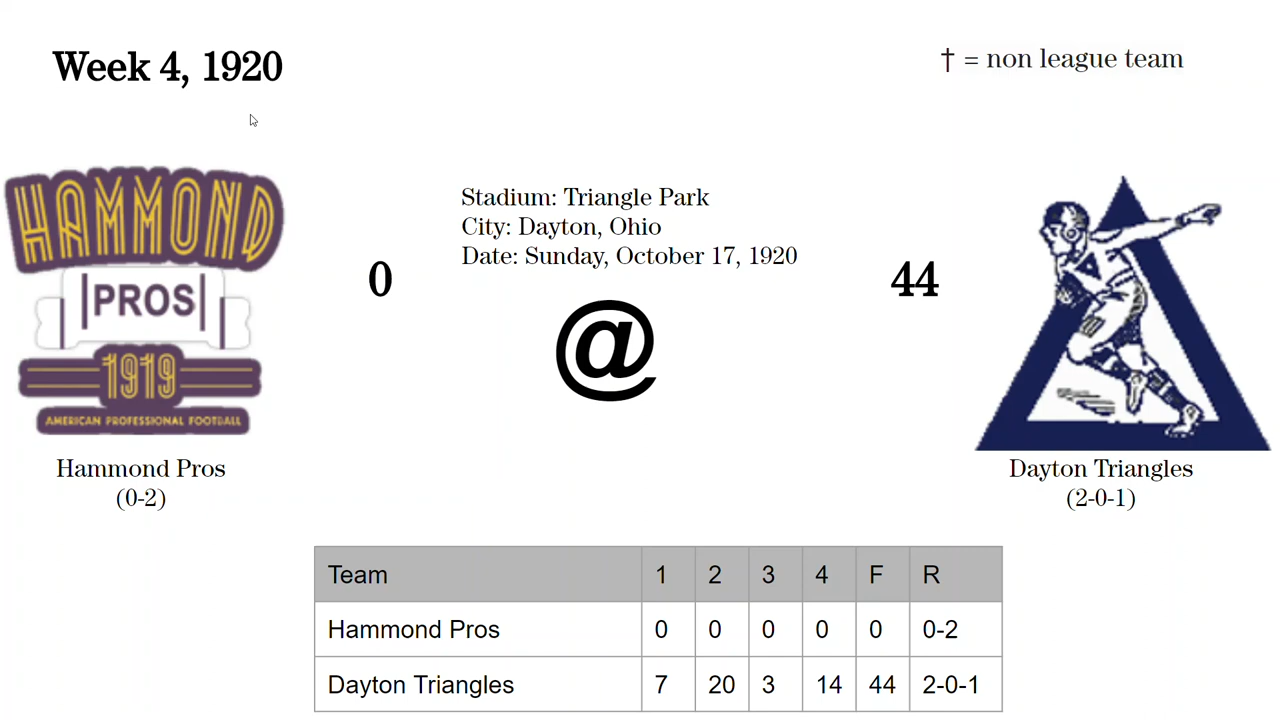 Week 4, 1920
† = non league team
HAMMOND
PROS
1919
AMERICAN PROFESSIONAL FOOTBALL
Stadium: Triangle Park
City: Dayton, Ohio
Date: Sunday, October 17, 1920
0
@
44
Hammond Pros
(0-2)
Dayton Triangles
(2-0-1)
Team 1 2 3 4 F R
Hammond Pros 0 0 0 0 0 0-2
Dayton Triangles 7 20 3 14 44 2-0-1